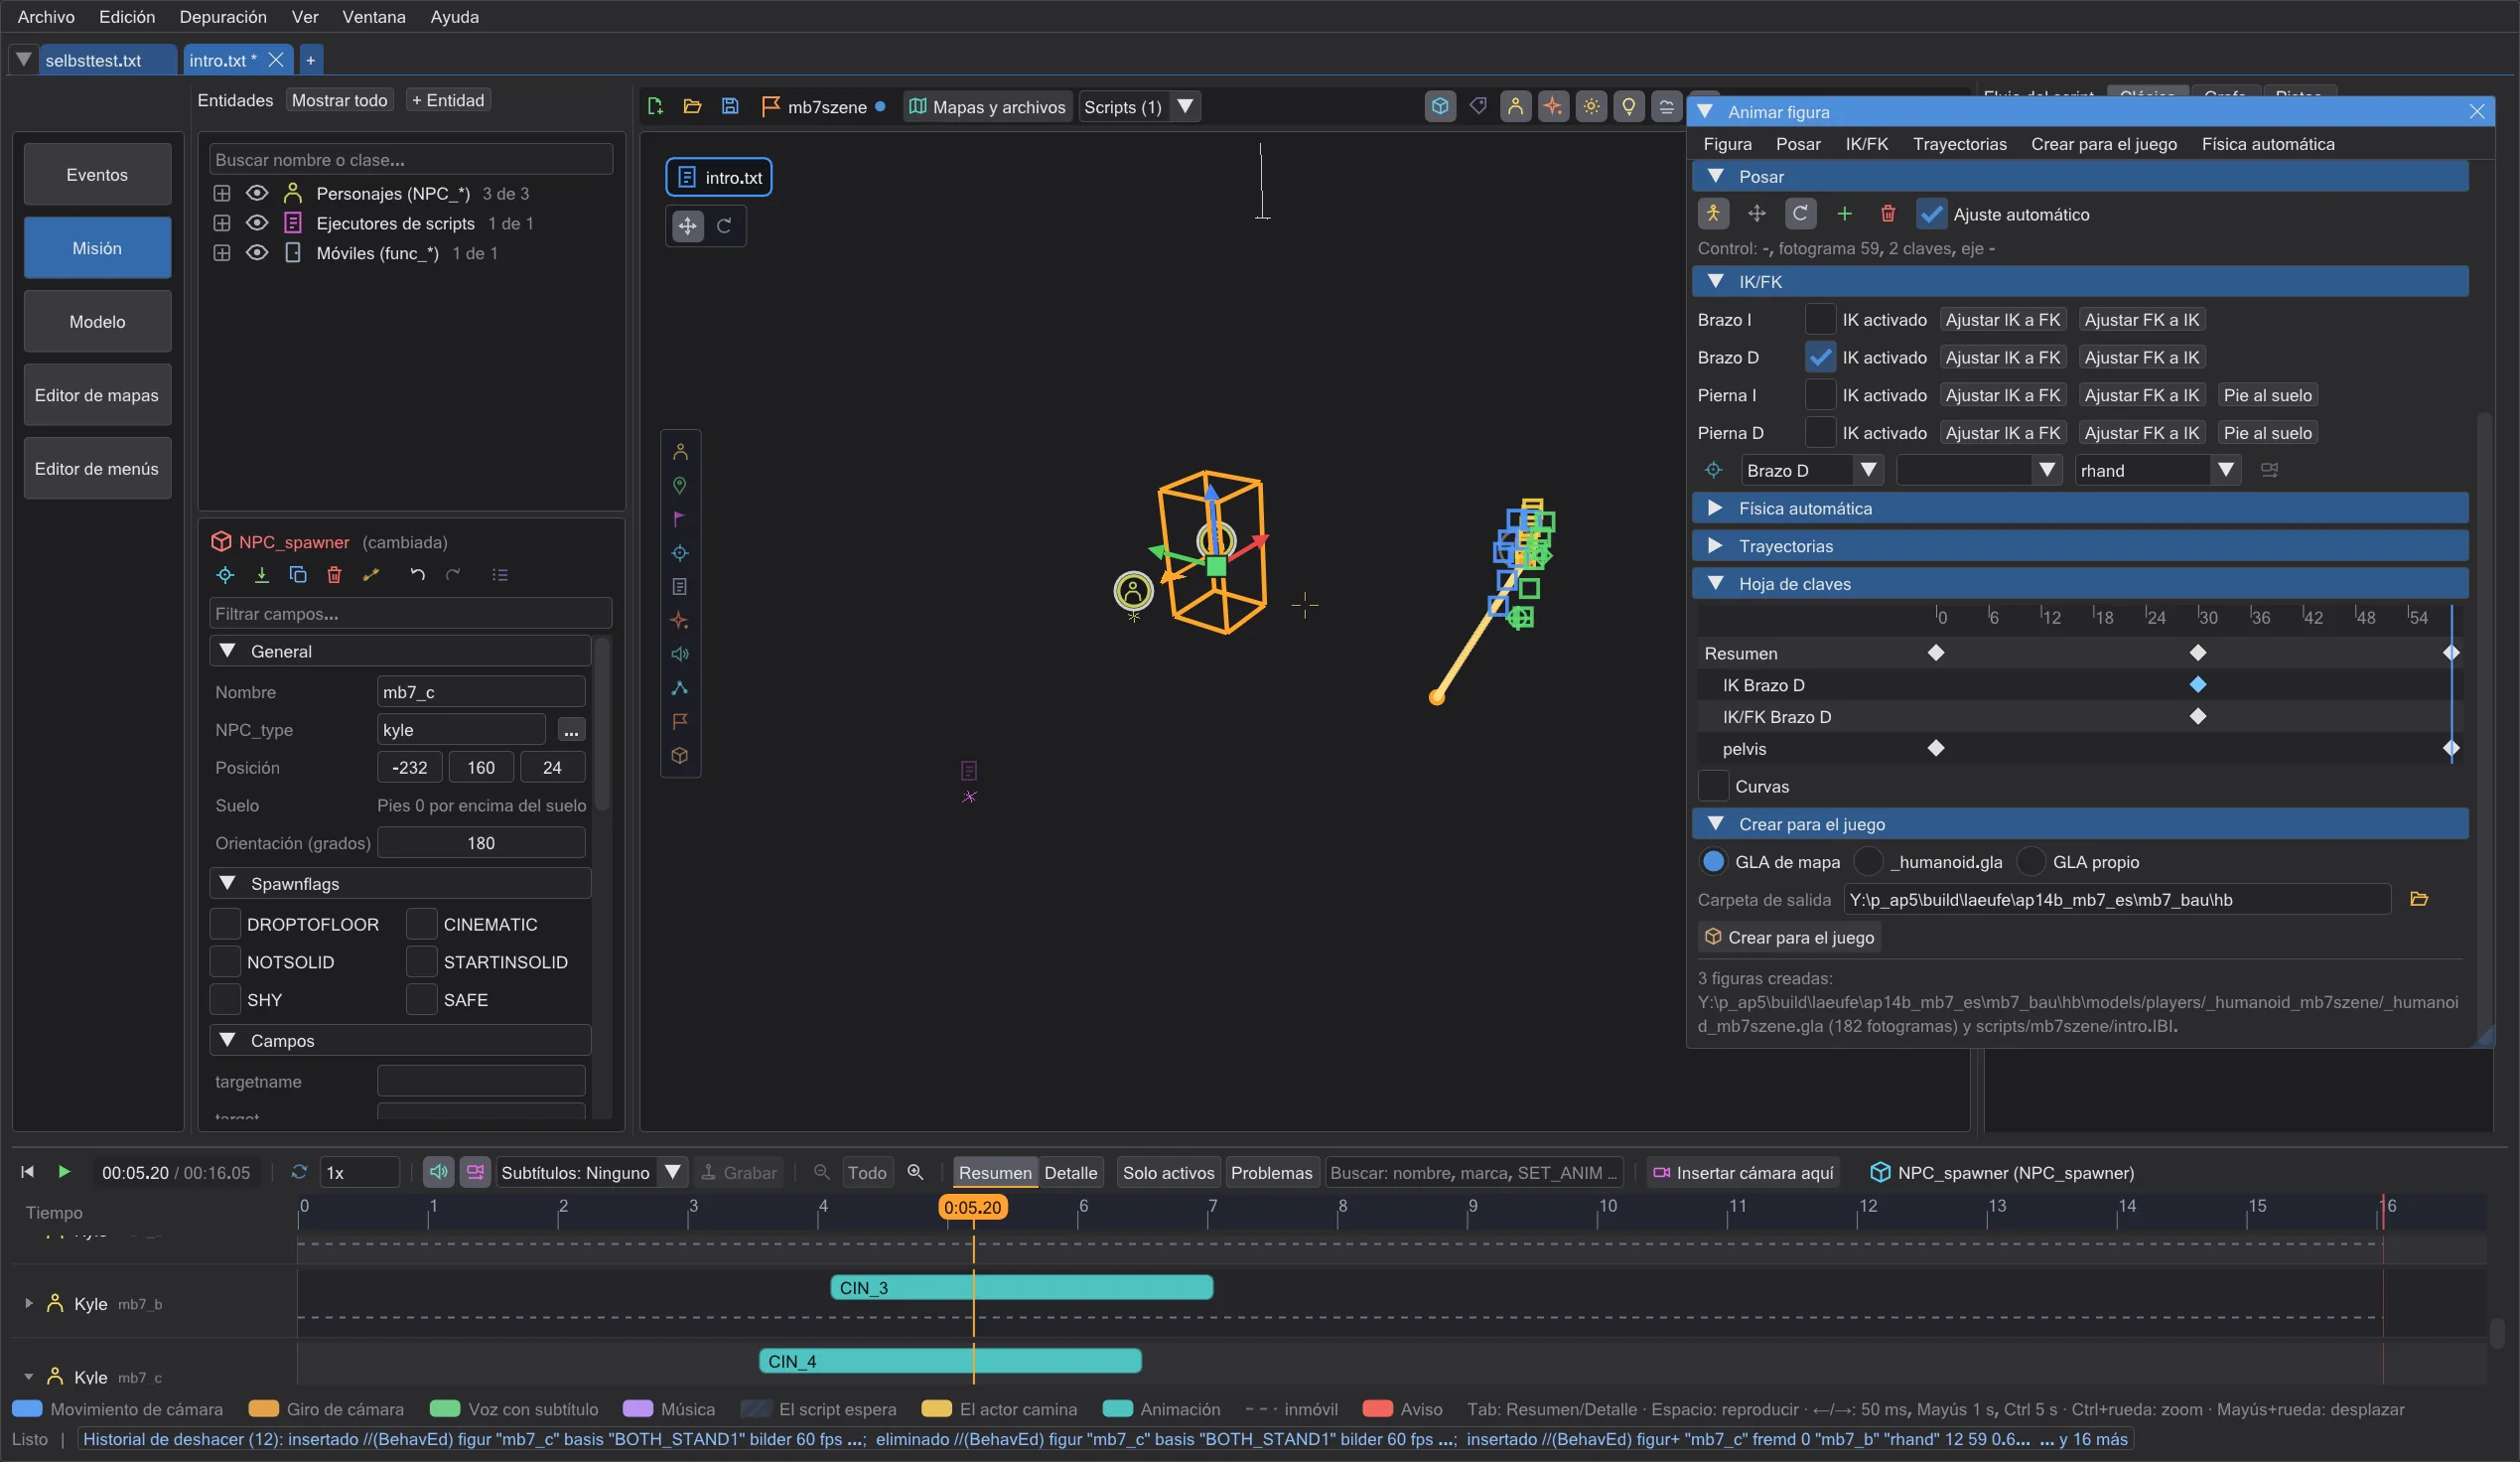 Archivo Edición Depuración Ver Ventana Ayuda
selbsttest.txt intro.txt * +
Entidades Mostrar todo + Entidad
mb7szene Mapas y archivos Scripts (1)
Eventos
Misión
Modelo
Editor de mapas
Editor de menús
Buscar nombre o clase...
Personajes (NPC_*) 3 de 3
Ejecutores de scripts 1 de 1
Móviles (func_*) 1 de 1
NPC_spawner (cambiada)
Filtrar campos...
General
Nombre mb7_c
NPC_type kyle ...
Posición -232 160 24
Suelo Pies 0 por encima del suelo
Orientación (grados) 180
Spawnflags
DROPTOFLOOR CINEMATIC
NOTSOLID STARTINSOLID
SHY SAFE
Campos
targetname
target
intro.txt
Animar figura
Figura Posar IK/FK Trayectorias Crear para el juego Física automática
Posar
Ajuste automático
Control: -, fotograma 59, 2 claves, eje -
IK/FK
Brazo I IK activado Ajustar IK a FK Ajustar FK a IK
Brazo D IK activado Ajustar IK a FK Ajustar FK a IK
Pierna I IK activado Ajustar IK a FK Ajustar FK a IK Pie al suelo
Pierna D IK activado Ajustar IK a FK Ajustar FK a IK Pie al suelo
Brazo D rhand
Física automática
Trayectorias
Hoja de claves
0 6 12 18 24 30 36 42 48 54
Resumen
IK Brazo D
IK/FK Brazo D
pelvis
Curvas
Crear para el juego
GLA de mapa _humanoid.gla GLA propio
Carpeta de salida Y:\p_ap5\build\laeufe\ap14b_mb7_es\mb7_bau\hb
Crear para el juego
3 figuras creadas:
Y:\p_ap5\build\laeufe\ap14b_mb7_es\mb7_bau\hb\models/players/_humanoid_mb7szene/_humanoi
d_mb7szene.gla (182 fotogramas) y scripts/mb7szene/intro.IBI.
00:05.20 / 00:16.05 1x Subtítulos: Ninguno Grabar Todo Resumen Detalle Solo activos Problemas Buscar: nombre, marca, SET_ANIM ... Insertar cámara aquí NPC_spawner (NPC_spawner)
Tiempo 0 1 2 3 4 0:05.20 6 7 8 9 10 11 12 13 14 15 16
CIN_3
Kyle mb7_b
CIN_4
Kyle mb7_c
Movimiento de cámara Giro de cámara Voz con subtítulo Música El script espera El actor camina Animación inmóvil Aviso Tab: Resumen/Detalle · Espacio: reproducir · ←/→: 50 ms, Mayús 1 s, Ctrl 5 s · Ctrl+rueda: zoom · Mayús+rueda: desplazar
Listo | Historial de deshacer (12): insertado //(BehavEd) figur "mb7_c" basis "BOTH_STAND1" bilder 60 fps ...; eliminado //(BehavEd) figur "mb7_c" basis "BOTH_STAND1" bilder 60 fps ...; insertado //(BehavEd) figur+ "mb7_c" fremd 0 "mb7_b" "rhand" 12 59 0.6... ... y 16 más